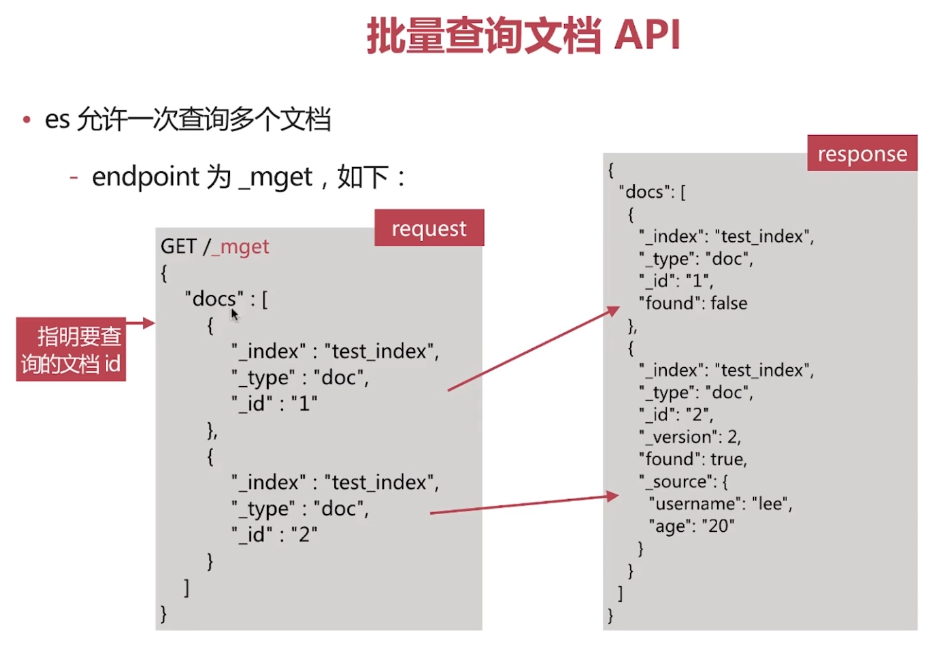 批量查询文档 API
• es 允许一次查询多个文档
- endpoint 为 _mget，如下：
request
GET /_mget
{
"docs" : [
{
"_index" : "test_index",
"_type" : "doc",
"_id" : "1"
},
{
"_index" : "test_index",
"_type" : "doc",
"_id" : "2"
}
]
}
指明要查
询的文档 id
response
{
"docs": [
{
"_index": "test_index",
"_type": "doc",
"_id": "1",
"found": false
},
{
"_index": "test_index",
"_type": "doc",
"_id": "2",
"_version": 2,
"found": true,
"_source": {
"username": "lee",
"age": "20"
}
}
]
}